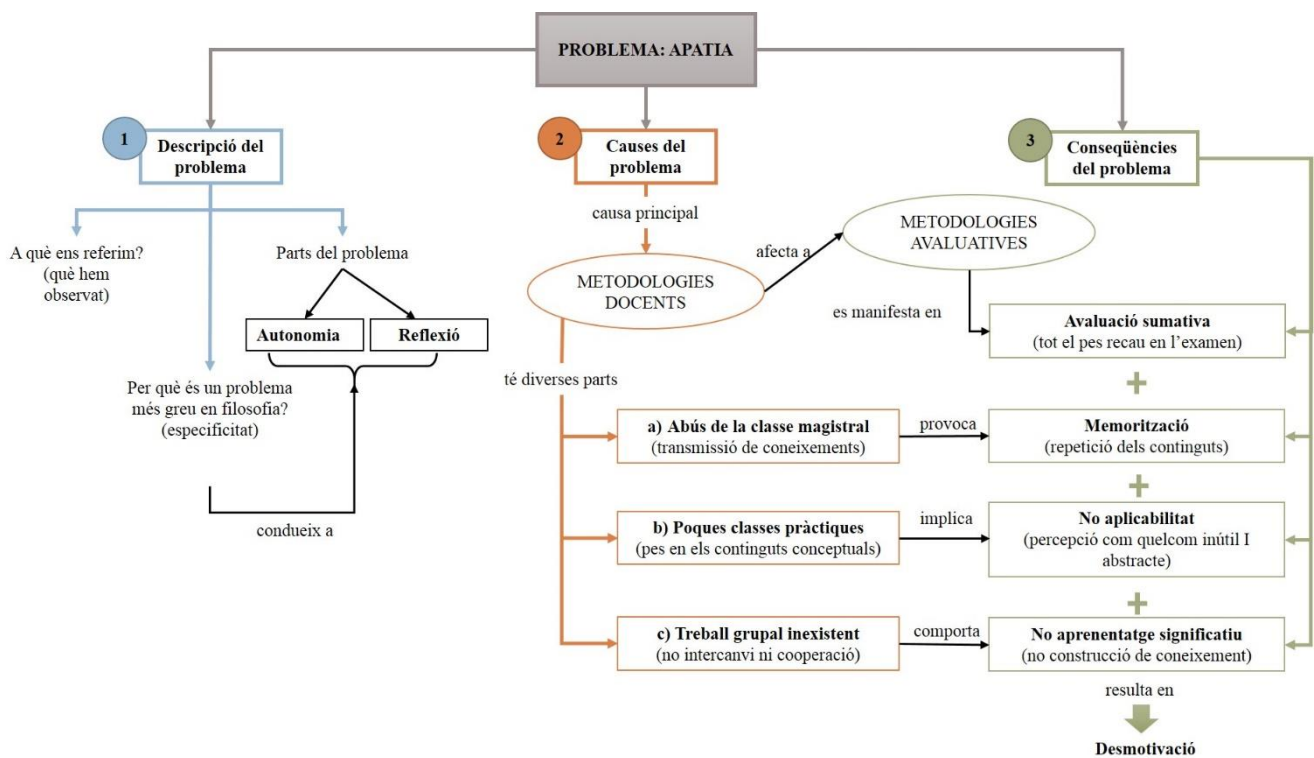 PROBLEMA: APATIA
1
Descripció del
problema
A què ens referim?
(què hem
observat)
Parts del problema
Autonomia
Reflexió
Per què és un problema
més greu en filosofia?
(especificitat)
condueix a
2
Causes del
problema
causa principal
METODOLOGIES
DOCENTS
afecta a
té diverses parts
a) Abús de la classe magistral
(transmissió de coneixements)
provoca
b) Poques classes pràctiques
(pes en els continguts conceptuals)
implica
c) Treball grupal inexistent
(no intercanvi ni cooperació)
comporta
3
Conseqüències
del problema
METODOLOGIES
AVALUATIVES
es manifesta en
Avaluació sumativa
(tot el pes recau en l’examen)
+
Memorització
(repetició dels continguts)
+
No aplicabilitat
(percepció com quelcom inútil I
abstracte)
+
No aprenentatge significatiu
(no construcció de coneixement)
resulta en
Desmotivació